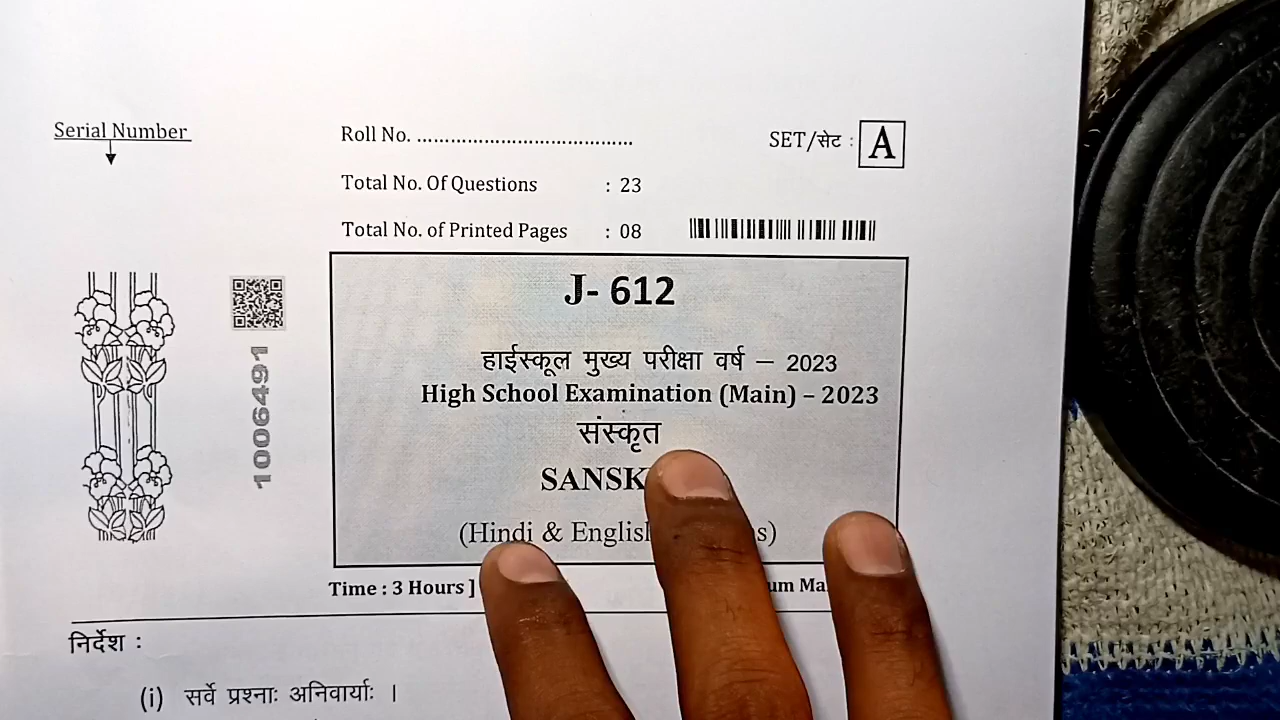 Serial Number
Roll No. ....................................
SET/सेट : A
Total No. Of Questions : 23
Total No. of Printed Pages : 08
J- 612
1006491
हाईस्कूल मुख्य परीक्षा वर्ष — 2023
High School Examination (Main) – 2023
संस्कृत
(Hindi & English
Time : 3 Hours ]
निर्देश :
(i) सर्वे प्रश्नाः अनिवार्याः ।